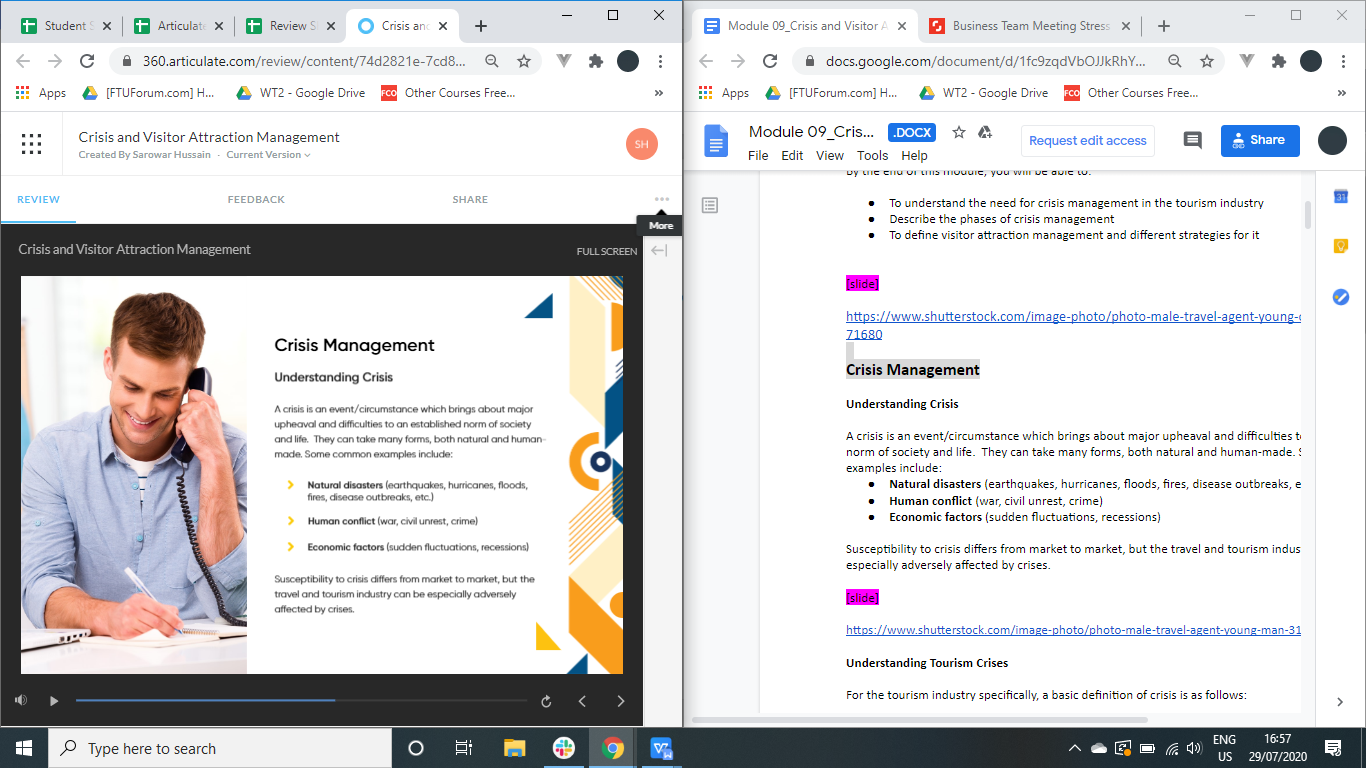 Student S
Articulate
Review S
Crisis and
360.articulate.com/review/content/74d2821e-7cd8...
Apps
[FTUForum.com] H...
WT2 - Google Drive
FCO
Other Courses Free...
»
Crisis and Visitor Attraction Management
Created By Sarowar Hussain - Current Version
SH
REVIEW
FEEDBACK
SHARE
More
Crisis and Visitor Attraction Management
FULL SCREEN
Crisis Management
Understanding Crisis
A crisis is an event/circumstance which brings about major
upheaval and difficulties to an established norm of society
and life. They can take many forms, both natural and human-
made. Some common examples include:
Natural disasters (earthquakes, hurricanes, floods,
fires, disease outbreaks, etc.)
Human conflict (war, civil unrest, crime)
Economic factors (sudden fluctuations, recessions)
Susceptibility to crisis differs from market to market, but the
travel and tourism industry can be especially adversely
affected by crises.
Module 09_Crisis and Visitor A
Business Team Meeting Stress
docs.google.com/document/d/1fc9zqdVbOJJkRhY...
Apps
[FTUForum.com] H...
WT2 - Google Drive
FCO
Other Courses Free...
»
Module 09_Cris...
.DOCX
File Edit View Tools Help
Request edit access
Share
31
By the end of this module, you will be able to:
● To understand the need for crisis management in the tourism industry
● Describe the phases of crisis management
● To define visitor attraction management and different strategies for it
[slide]
https://www.shutterstock.com/image-photo/photo-male-travel-agent-young-
71680
Crisis Management
Understanding Crisis
A crisis is an event/circumstance which brings about major upheaval and difficulties t
norm of society and life. They can take many forms, both natural and human-made. S
examples include:
● Natural disasters (earthquakes, hurricanes, floods, fires, disease outbreaks, e
● Human conflict (war, civil unrest, crime)
● Economic factors (sudden fluctuations, recessions)
Susceptibility to crisis differs from market to market, but the travel and tourism indus
especially adversely affected by crises.
[slide]
https://www.shutterstock.com/image-photo/photo-male-travel-agent-young-man-31
Understanding Tourism Crises
For the tourism industry specifically, a basic definition of crisis is as follows:
Type here to search
ENG
US
16:57
29/07/2020